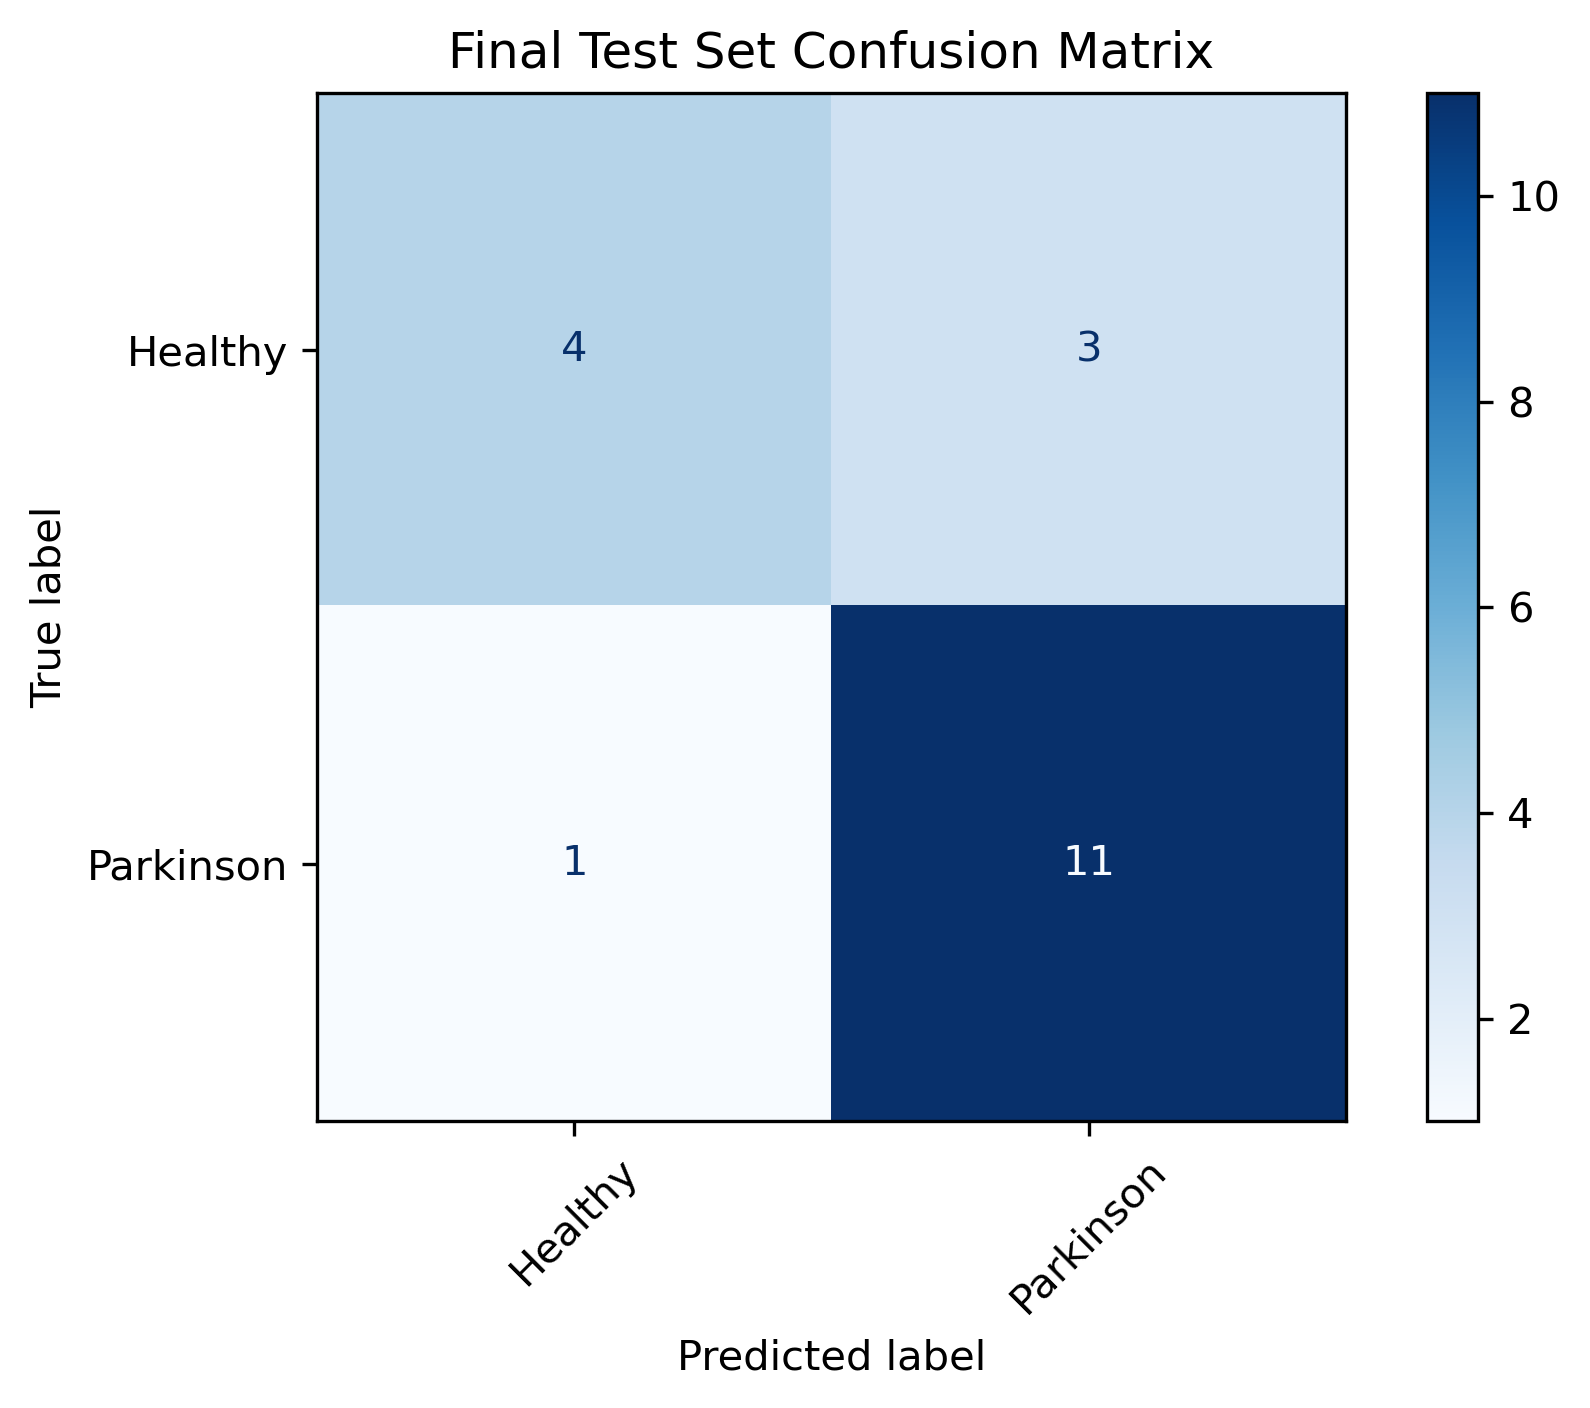 Final Test Set Confusion Matrix
True label
Healthy
Parkinson
4
3
1
11
Healthy
Parkinson
Predicted label
10
8
6
4
2